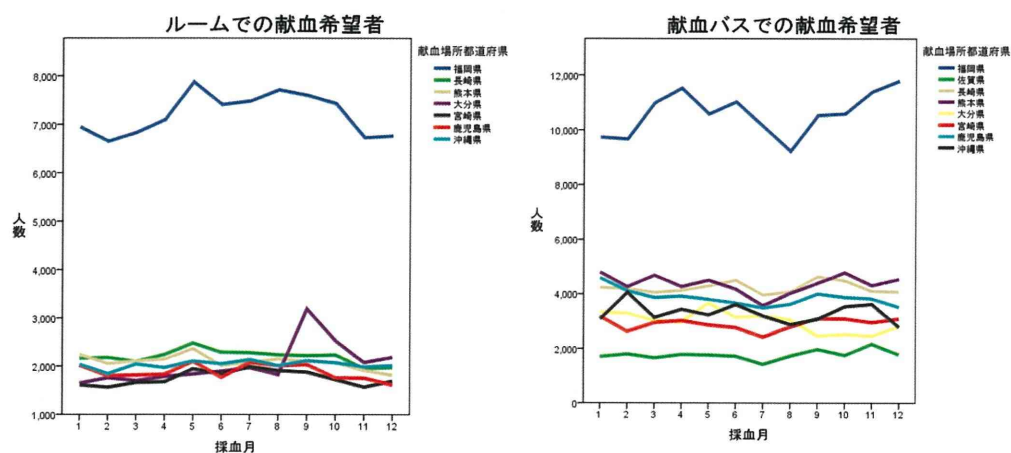 ルームでの献血希望者
献血場所都道府県
福岡県
長崎県
熊本県
大分県
宮崎県
鹿児島県
沖縄県
人数
8,000
7,000
6,000
5,000
4,000
3,000
2,000
1,000
1 2 3 4 5 6 7 8 9 10 11 12
採血月
献血バスでの献血希望者
献血場所都道府県
福岡県
佐賀県
長崎県
熊本県
大分県
宮崎県
鹿児島県
沖縄県
人数
12,000
10,000
8,000
6,000
4,000
2,000
0
1 2 3 4 5 6 7 8 9 10 11 12
採血月